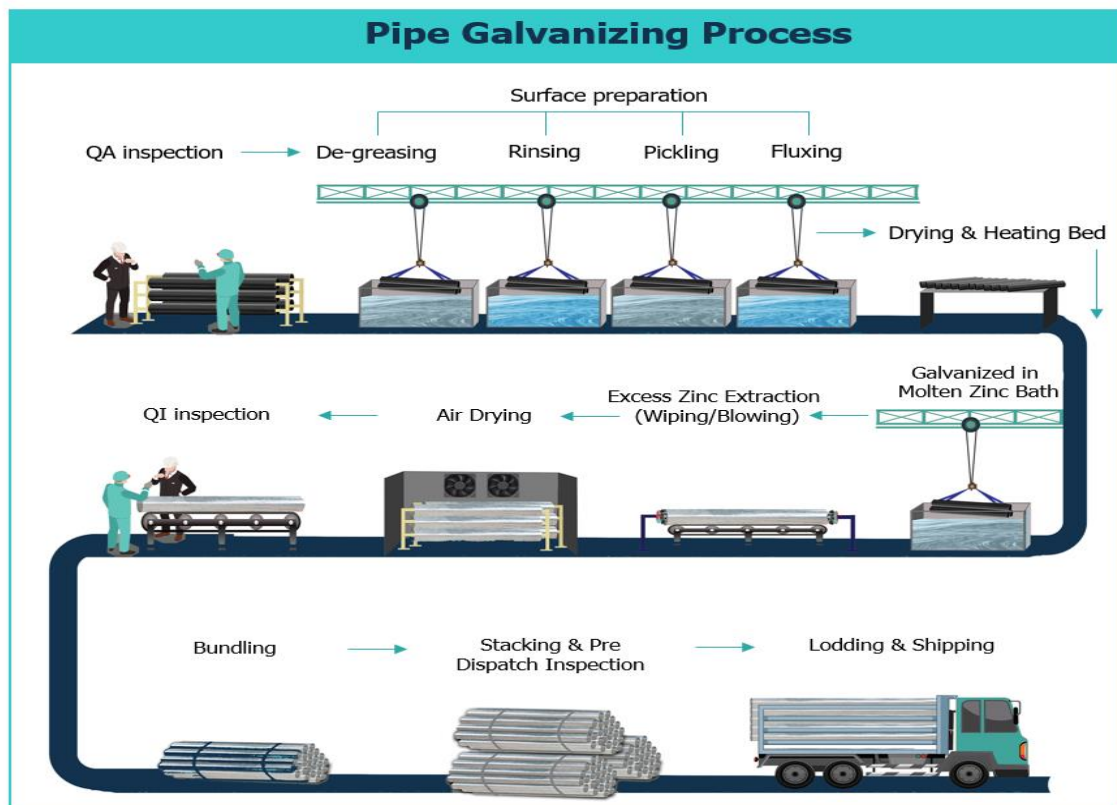 Pipe Galvanizing Process
Surface preparation
QA inspection
De-greasing
Rinsing
Pickling
Fluxing
Drying & Heating Bed
Galvanized in
Molten Zinc Bath
Excess Zinc Extraction
(Wiping/Blowing)
Air Drying
QI inspection
Bundling
Stacking & Pre
Dispatch Inspection
Lodding & Shipping